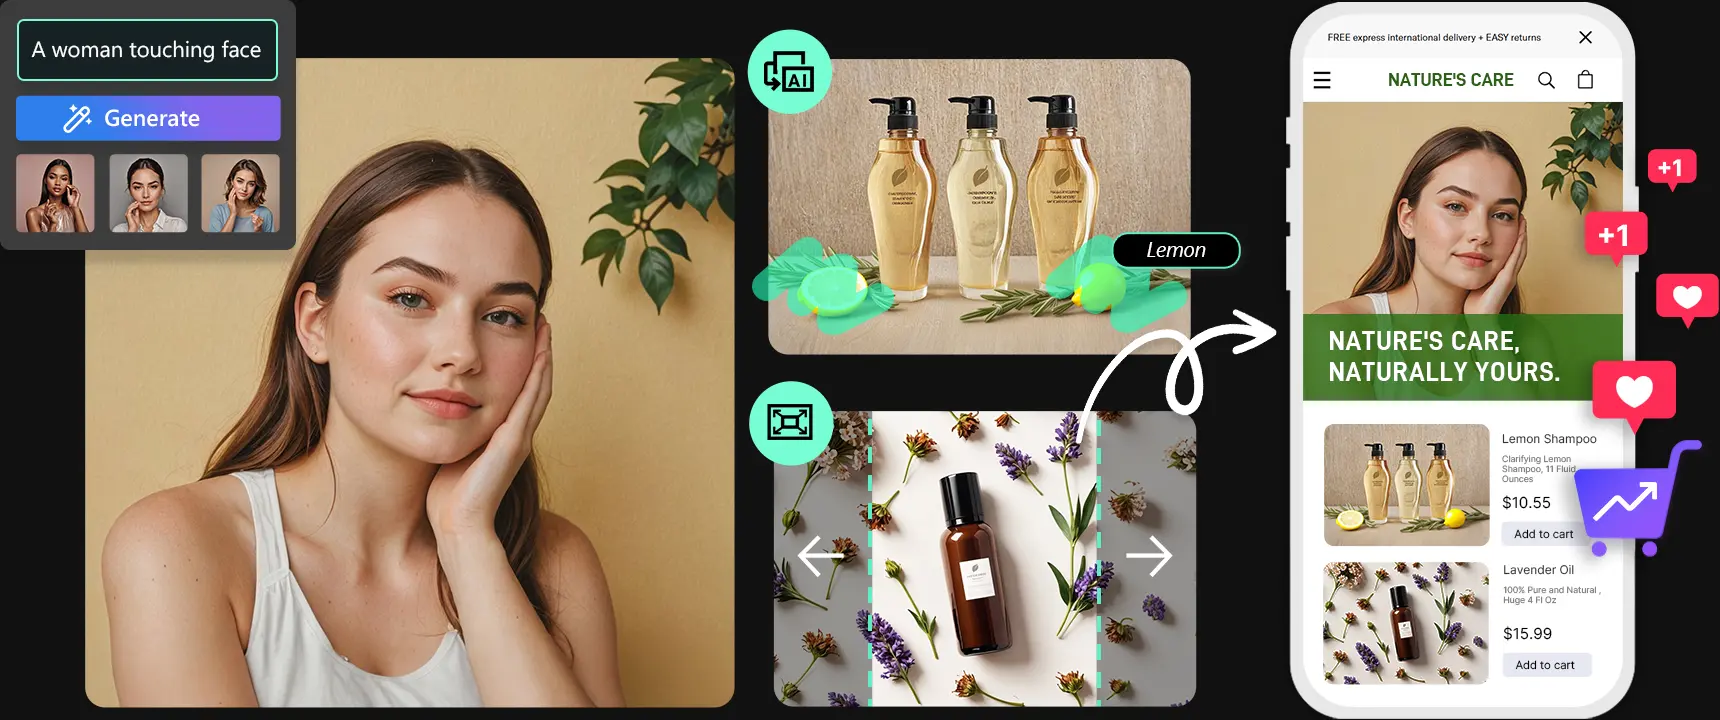 A woman touching face
Generate
AI
Lemon
FREE express international delivery + EASY returns
NATURE'S CARE
NATURE'S CARE,
NATURALLY YOURS.
Lemon Shampoo
Clarifying Lemon
Shampoo, 11 Fluid
Ounces
$10.55
Add to cart
Lavender Oil
100% Pure and Natural ,
Huge 4 Fl Oz
$15.99
Add to cart
+1
+1